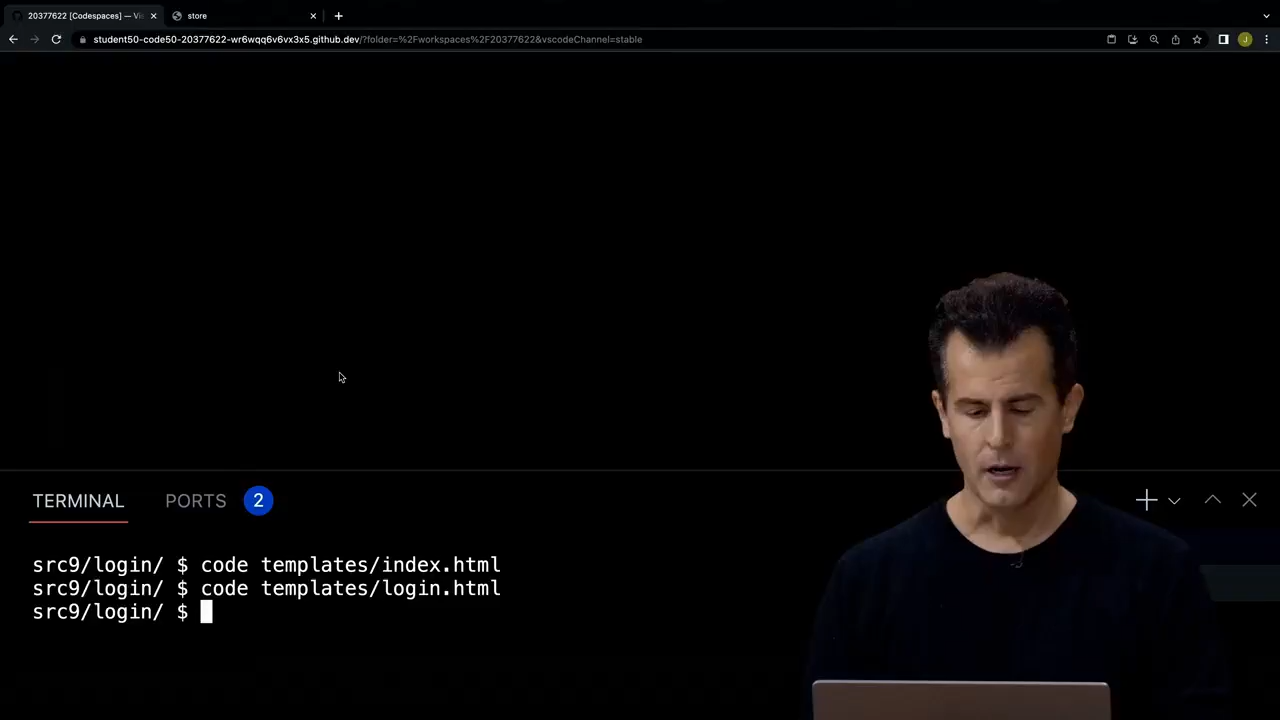 20377622 [Codespaces] — Vis
store
student50-code50-20377622-wr6wqq6v6vx3x5.github.dev/?folder=%2Fworkspaces%2F20377622&vscodeChannel=stable
J
TERMINAL PORTS 2
src9/login/ $ code templates/index.html
src9/login/ $ code templates/login.html
src9/login/ $